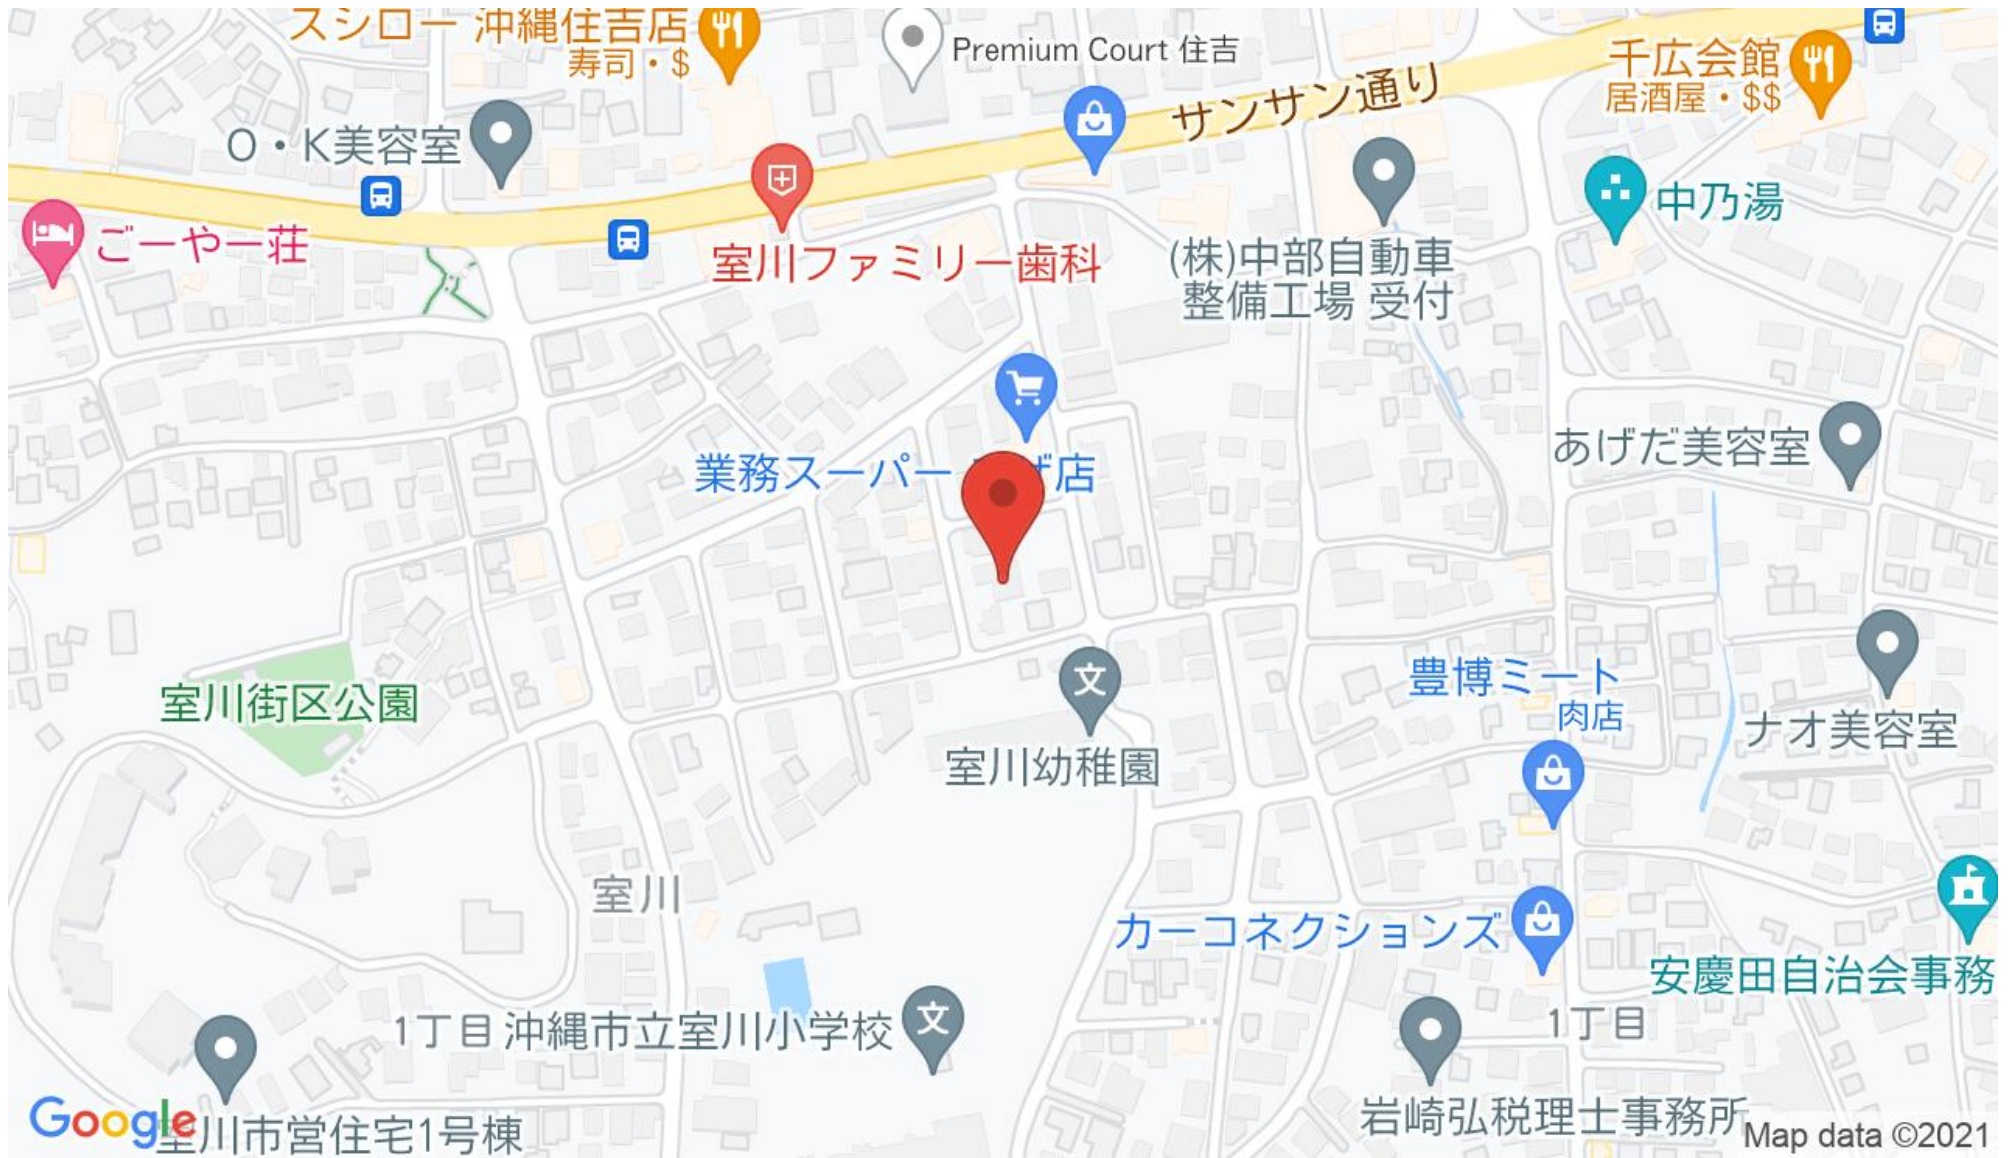 スシロー 沖縄住吉店
寿司・$
Premium Court 住吉
サンサン通り
千広会館
居酒屋・$$
O・K美容室
中乃湯
ごーやー荘
室川ファミリー歯科
(株)中部自動車
整備工場 受付
業務スーパー
ザ店
あげだ美容室
室川街区公園
豊博ミート
肉店
ナオ美容室
室川幼稚園
室川
カーコネクションズ
安慶田自治会事務
1丁目
沖縄市立室川小学校
1丁目
岩崎弘税理士事務所
Google
室川市営住宅1号棟
Map data ©2021